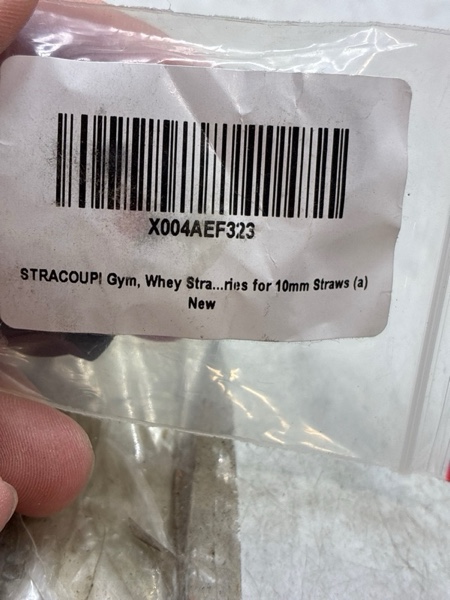 X004AEF323
STRACOUPI Gym, Whey Stra...ries for 10mm Straws (a)
New